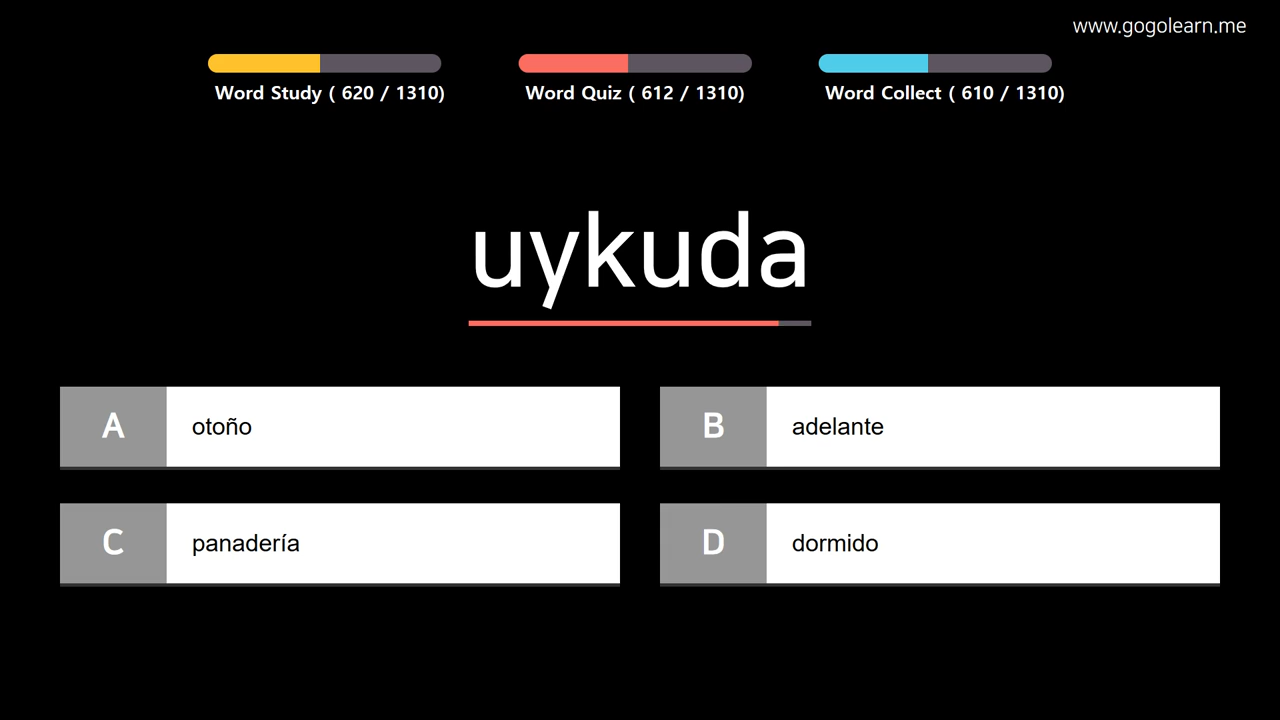 www.gogolearn.me
Word Study ( 620 / 1310)
Word Quiz ( 612 / 1310)
Word Collect ( 610 / 1310)
uykuda
A otoño
B adelante
C panadería
D dormido